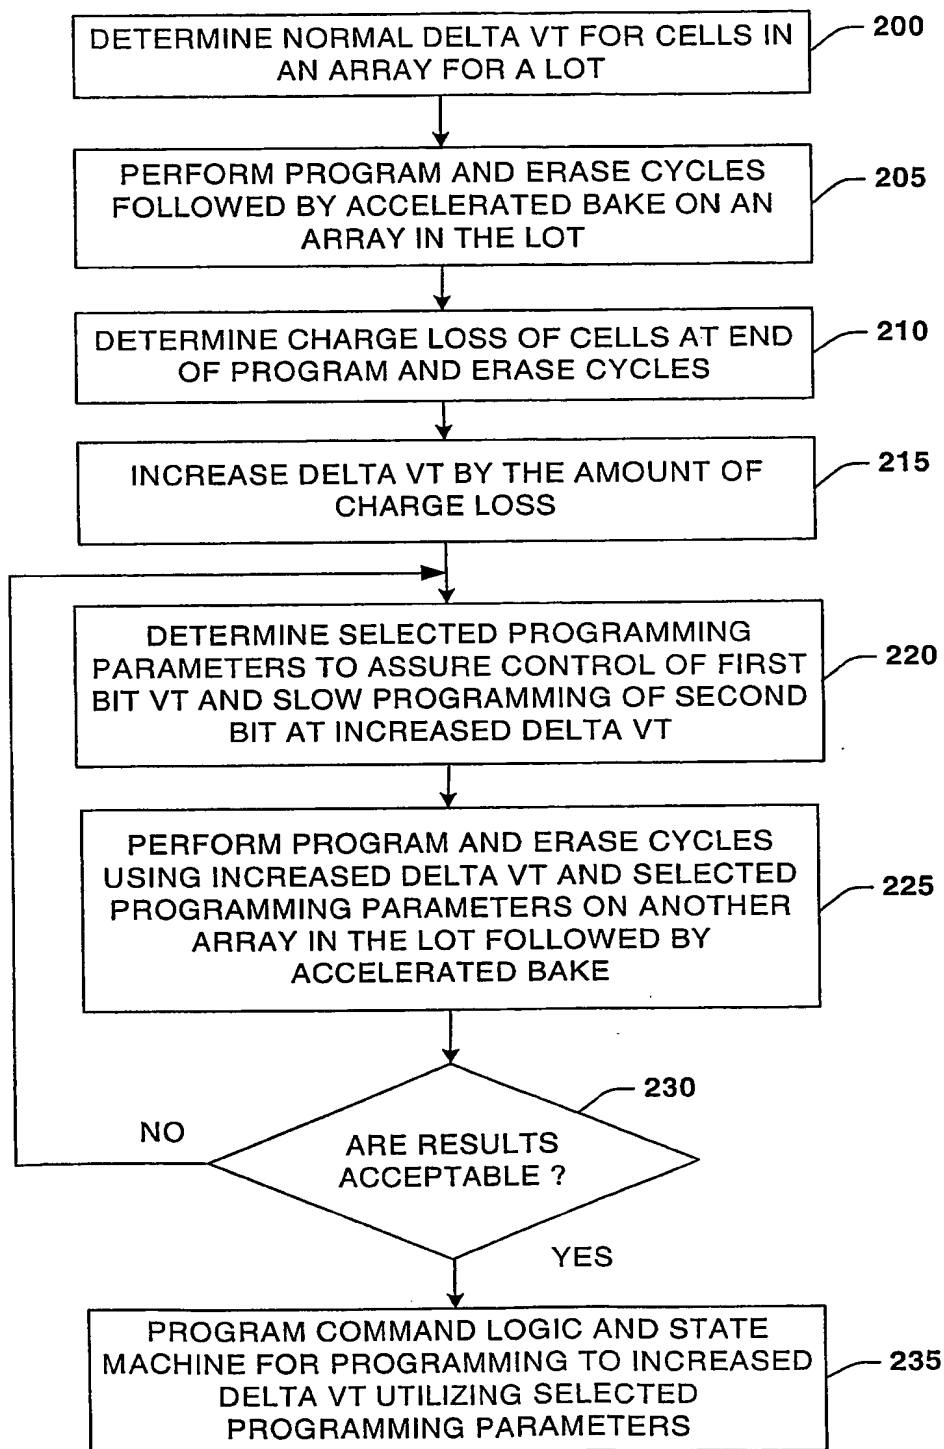 DETERMINE NORMAL DELTA VT FOR CELLS IN
AN ARRAY FOR A LOT
200
PERFORM PROGRAM AND ERASE CYCLES
FOLLOWED BY ACCELERATED BAKE ON AN
ARRAY IN THE LOT
205
DETERMINE CHARGE LOSS OF CELLS AT END
OF PROGRAM AND ERASE CYCLES
210
INCREASE DELTA VT BY THE AMOUNT OF
CHARGE LOSS
215
DETERMINE SELECTED PROGRAMMING
PARAMETERS TO ASSURE CONTROL OF FIRST
BIT VT AND SLOW PROGRAMMING OF SECOND
BIT AT INCREASED DELTA VT
220
PERFORM PROGRAM AND ERASE CYCLES
USING INCREASED DELTA VT AND SELECTED
PROGRAMMING PARAMETERS ON ANOTHER
ARRAY IN THE LOT FOLLOWED BY
ACCELERATED BAKE
225
230
NO
ARE RESULTS
ACCEPTABLE ?
YES
PROGRAM COMMAND LOGIC AND STATE
MACHINE FOR PROGRAMMING TO INCREASED
DELTA VT UTILIZING SELECTED
PROGRAMMING PARAMETERS
235